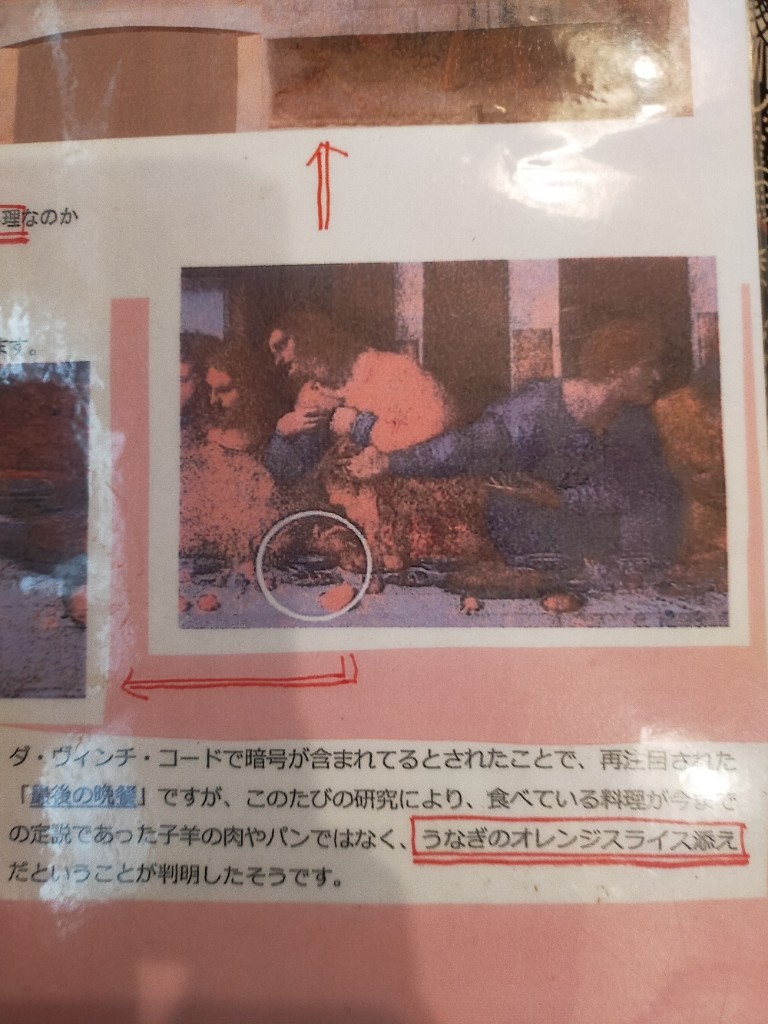 理なのか
ます。
ダ・ヴィンチ・コードで暗号が含まれてるとされたことで、再注目された
「最後の晩餐」ですが、このたびの研究により、食べている料理が今まで
の定説であった子羊の肉やパンではなく、うなぎのオレンジスライス添え
だということが判明したそうです。